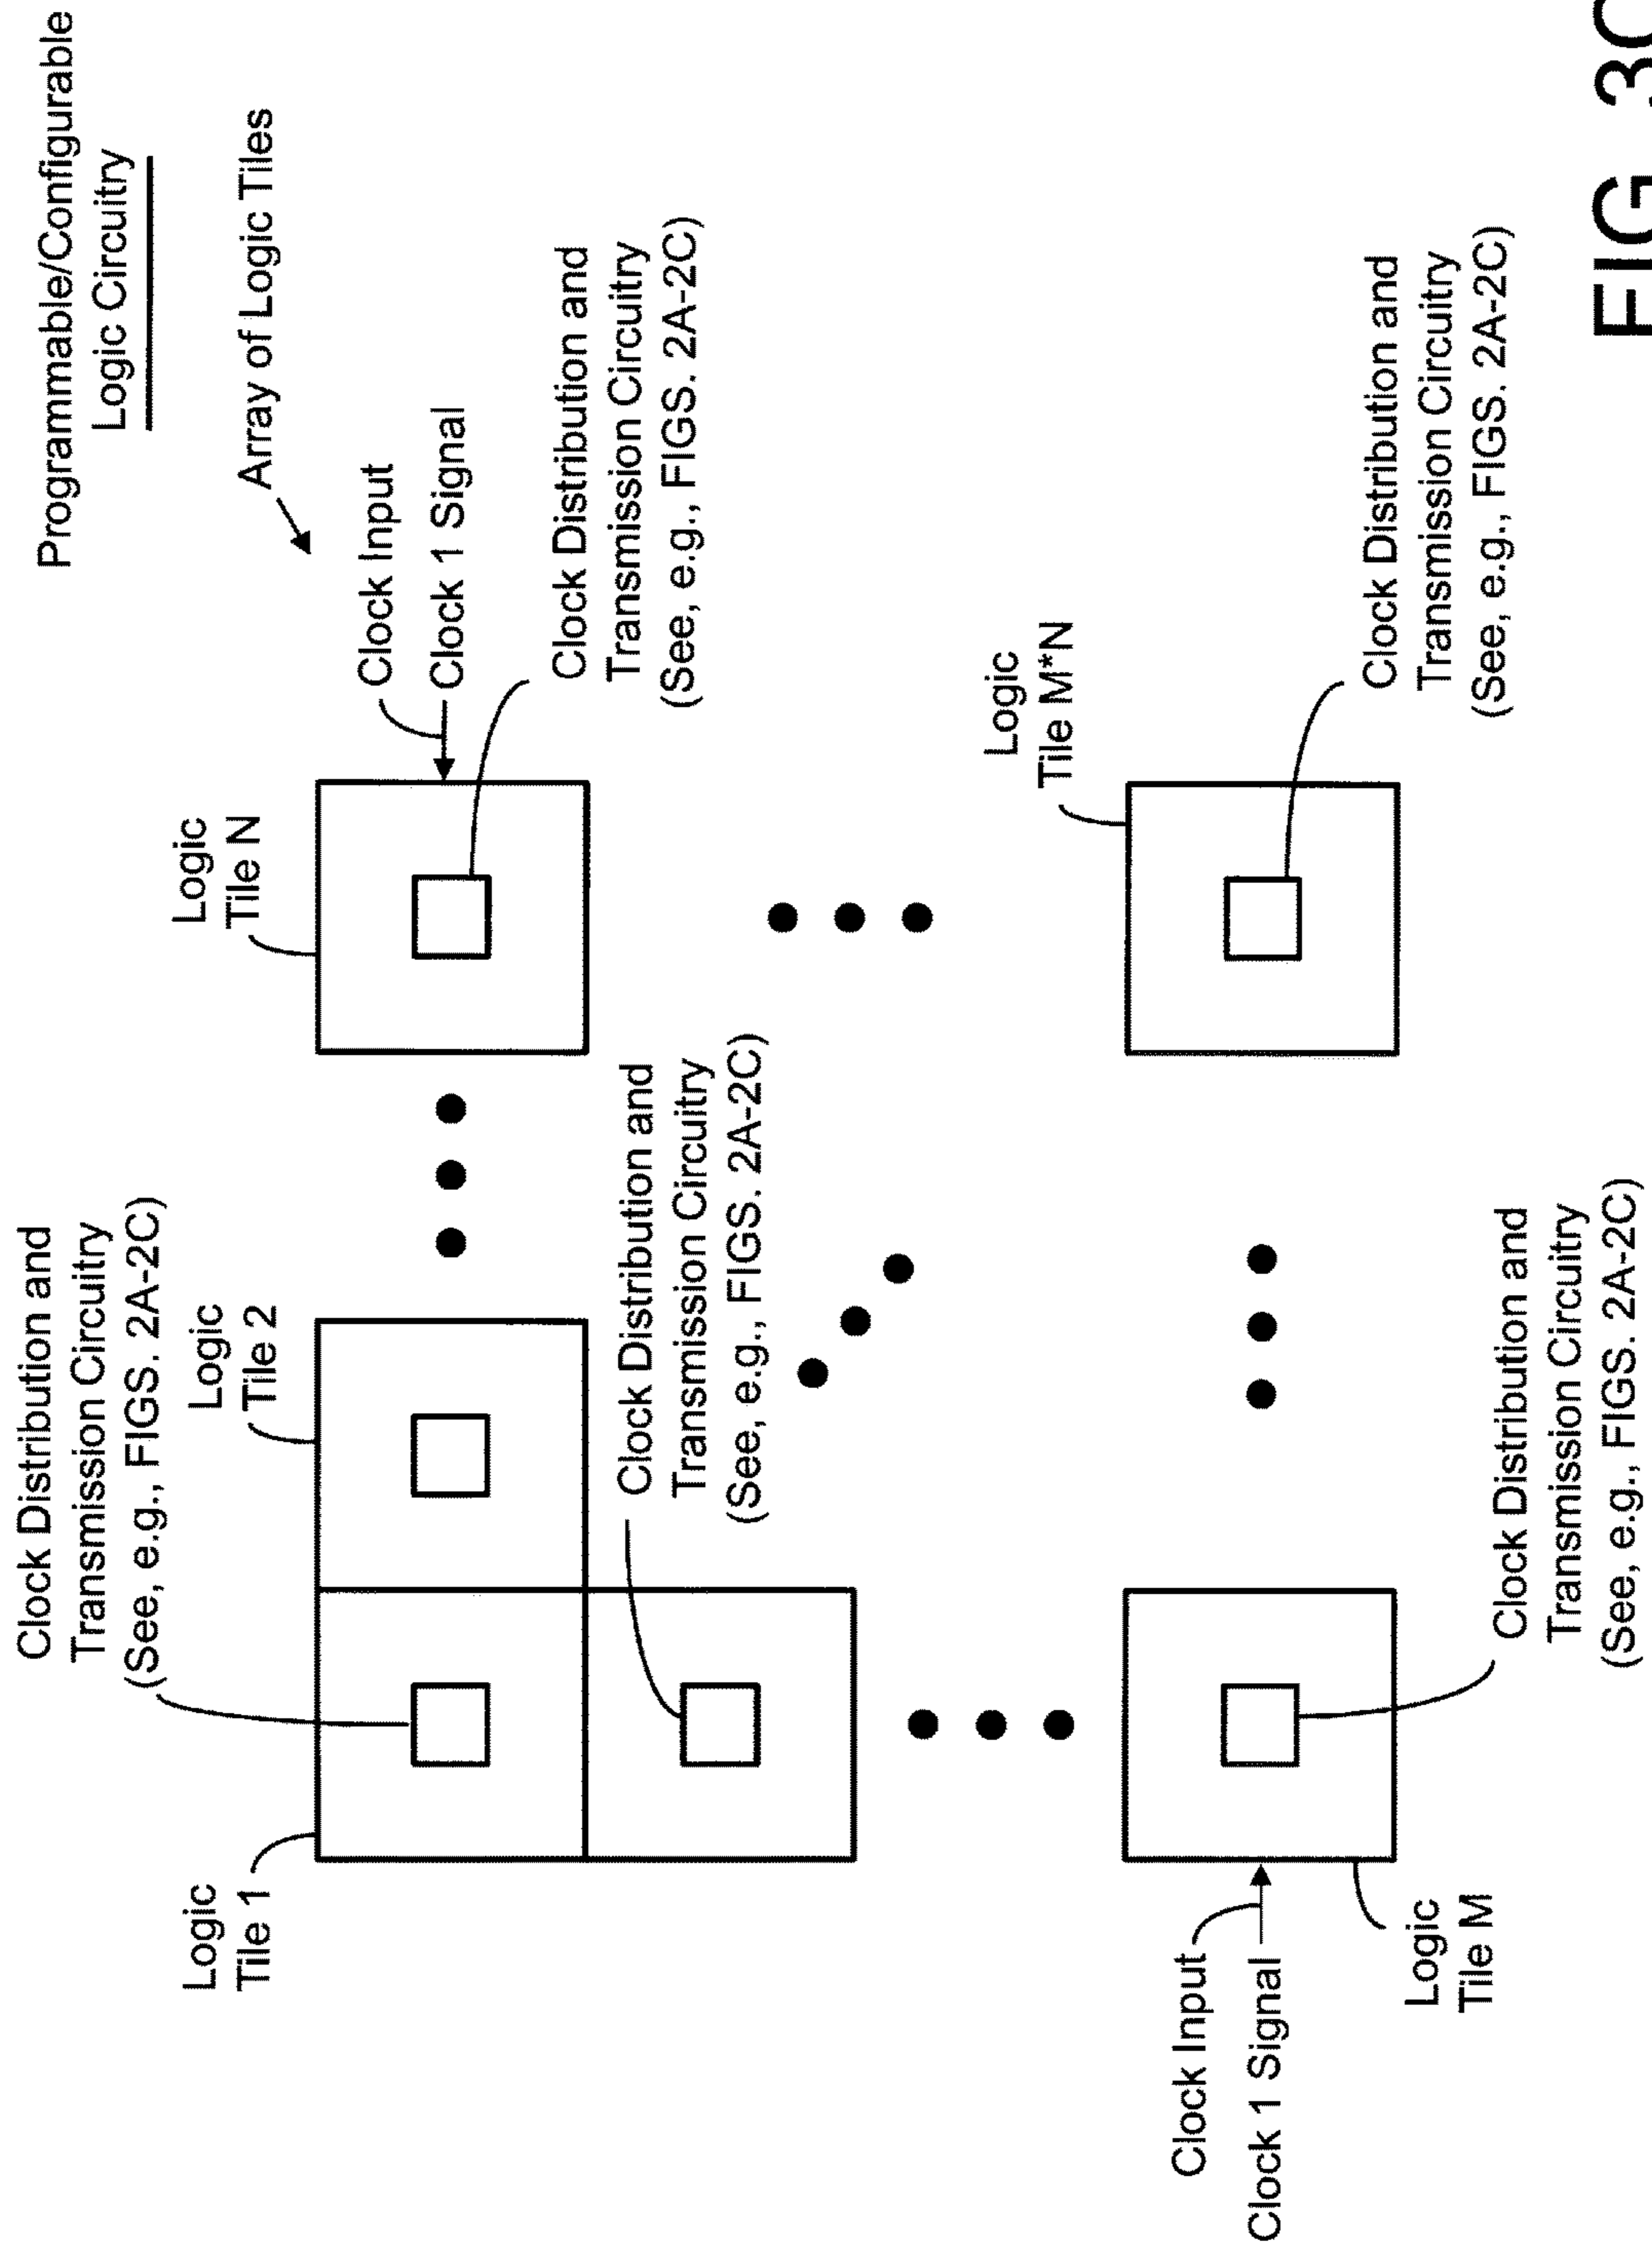 Programmable/Configurable
Logic Circuitry
Array of Logic Tiles
Clock Distribution and
Transmission Circuitry
(See, e.g., FIGS. 2A-2C)
Logic
Tile 1
Logic
Tile 2
Logic
Tile N
Clock Input
Clock 1 Signal
Clock Distribution and
Transmission Circuitry
(See, e.g., FIGS. 2A-2C)
Clock Distribution and
Transmission Circuitry
(See, e.g., FIGS. 2A-2C)
Logic
Tile M*N
Clock Input
Clock 1 Signal
Logic
Tile M
Clock Distribution and
Transmission Circuitry
(See, e.g., FIGS. 2A-2C)
Clock Distribution and
Transmission Circuitry
(See, e.g., FIGS. 2A-2C)
FIG. 3C